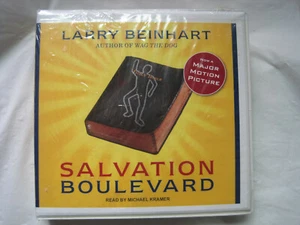 LARRY BEINHART
AUTHOR OF WAG THE DOG
NOW A
MAJOR
MOTION
PICTURE
SALVATION
BOULEVARD
READ BY MICHAEL KRAMER